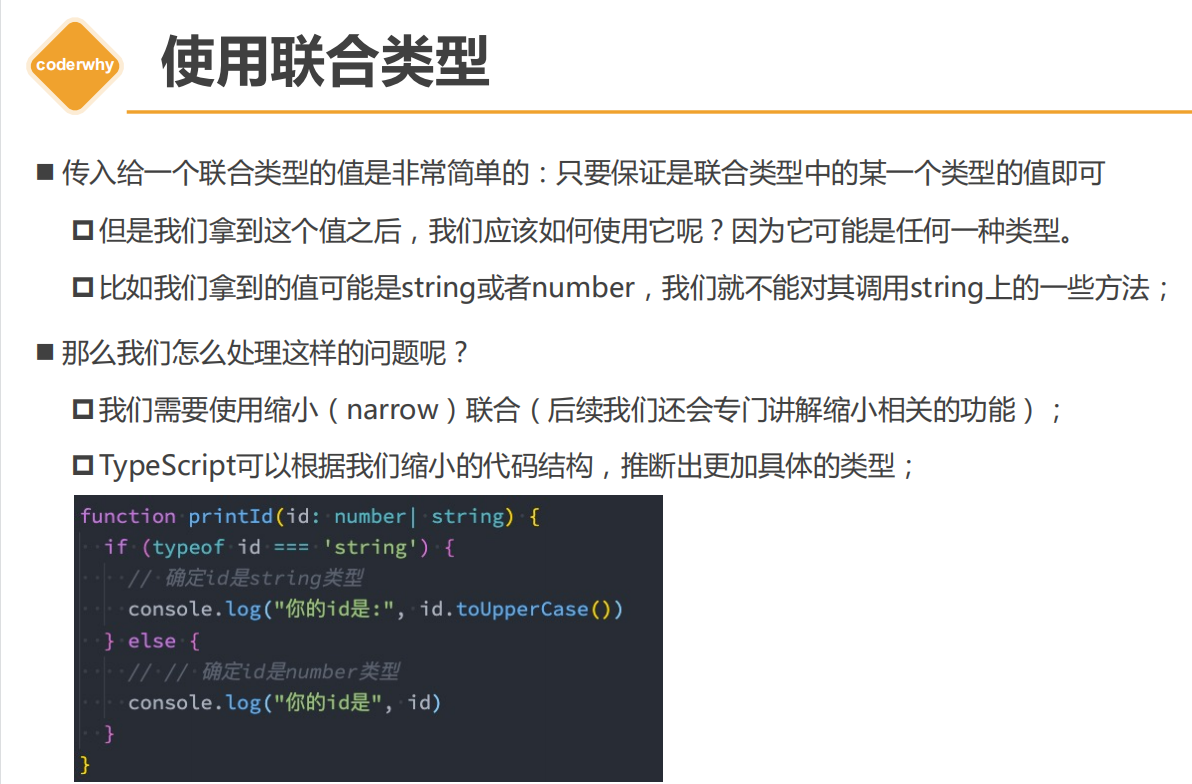 coderwhy
使用联合类型
■ 传入给一个联合类型的值是非常简单的：只要保证是联合类型中的某一个类型的值即可
但是我们拿到这个值之后，我们应该如何使用它呢？因为它可能是任何一种类型。
比如我们拿到的值可能是string或者number，我们就不能对其调用string上的一些方法；
■ 那么我们怎么处理这样的问题呢？
我们需要使用缩小（narrow）联合（后续我们还会专门讲解缩小相关的功能）；
TypeScript可以根据我们缩小的代码结构，推断出更加具体的类型；
function printId(id: number| string) {
  if (typeof id === 'string') {
    // 确定id是string类型
    console.log("你的id是:", id.toUpperCase())
  } else {
    // // 确定id是number类型
    console.log("你的id是", id)
  }
}